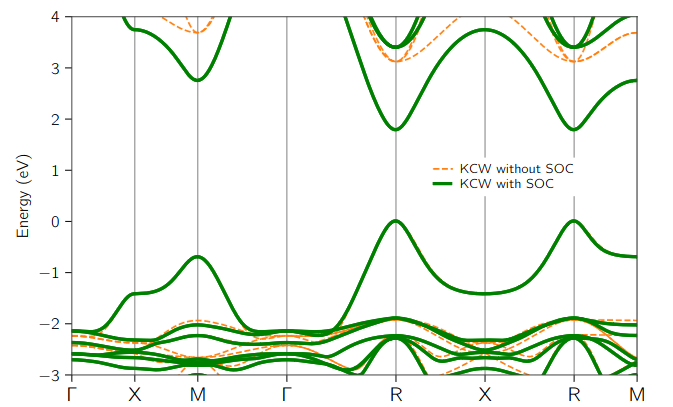 4
3
2
1
0
−1
−2
−3
Energy (eV)
KCW without SOC
KCW with SOC
Γ X M Γ R X R M